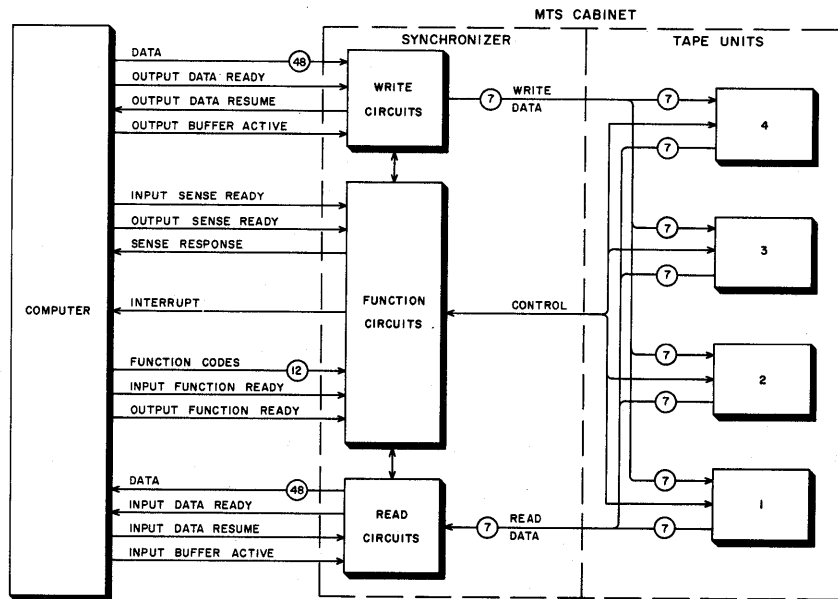 MTS CABINET
SYNCHRONIZER
TAPE UNITS
COMPUTER
DATA
48
OUTPUT DATA READY
OUTPUT DATA RESUME
OUTPUT BUFFER ACTIVE
WRITE
CIRCUITS
7
WRITE
DATA
7
4
7
INPUT SENSE READY
OUTPUT SENSE READY
SENSE RESPONSE
INTERRUPT
FUNCTION CODES
12
INPUT FUNCTION READY
OUTPUT FUNCTION READY
FUNCTION
CIRCUITS
CONTROL
7
3
7
7
2
7
DATA
48
INPUT DATA READY
INPUT DATA RESUME
INPUT BUFFER ACTIVE
READ
CIRCUITS
7
READ
DATA
7
1
7